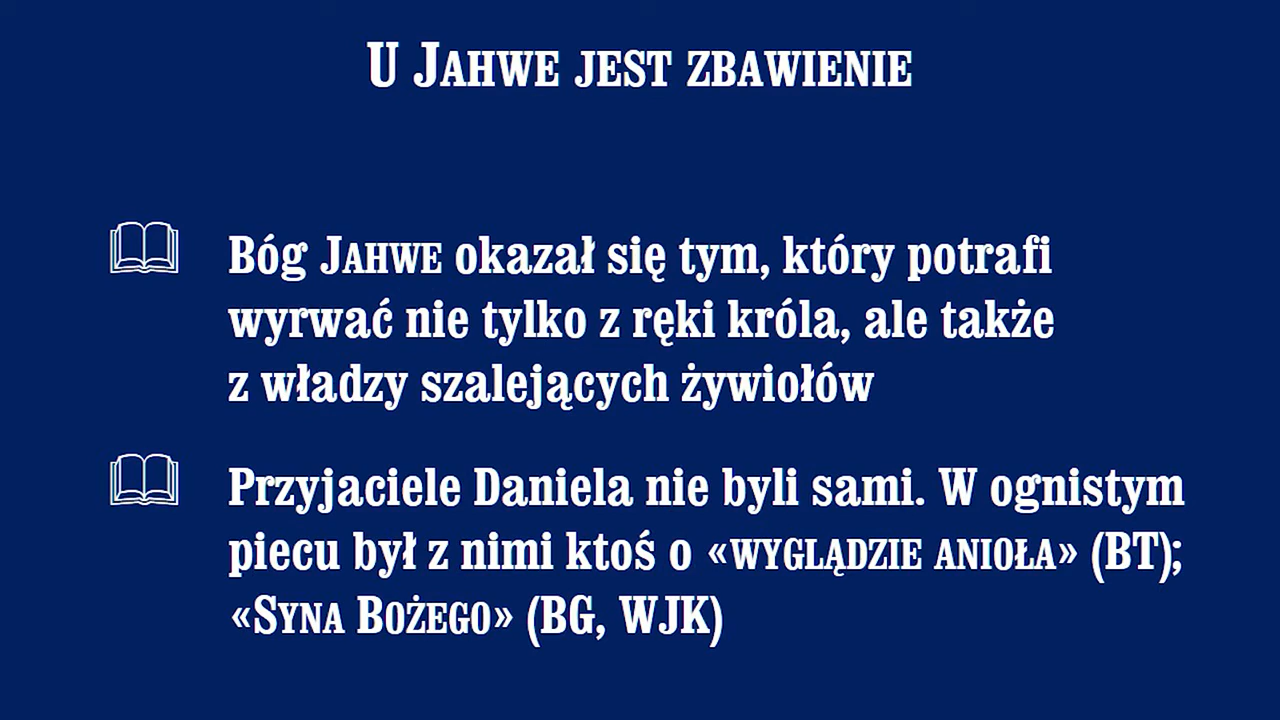 U Jahwe jest zbawienie
Bóg Jahwe okazał się tym, który potrafi
wyrwać nie tylko z ręki króla, ale także
z władzy szalejących żywiołów
Przyjaciele Daniela nie byli sami. W ognistym
piecu był z nimi ktoś o «wyglądzie anioła» (BT);
«Syna Bożego» (BG, WJK)